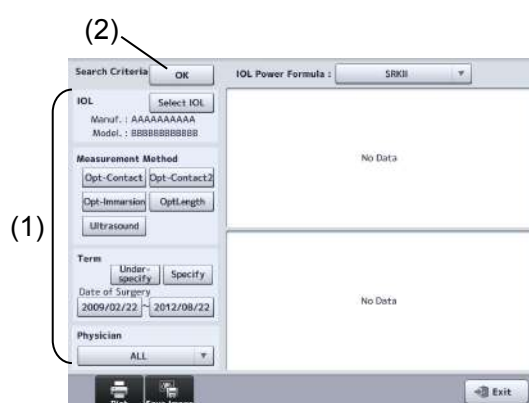 (2)
Search Criteria OK IOL Power Formula : SRKII
(1)
IOL Select IOL
Manuf. : AAAAAAAAAA
Model. : BBBBBBBBBBBB
Measurement Method
Opt-Contact Opt-Contact2
Opt-Immarsion OptLength
Ultrasound
Term
Under-specify Specify
Date of Surgery
2009/02/22 ~ 2012/08/22
Physician
ALL
No Data
No Data
Exit